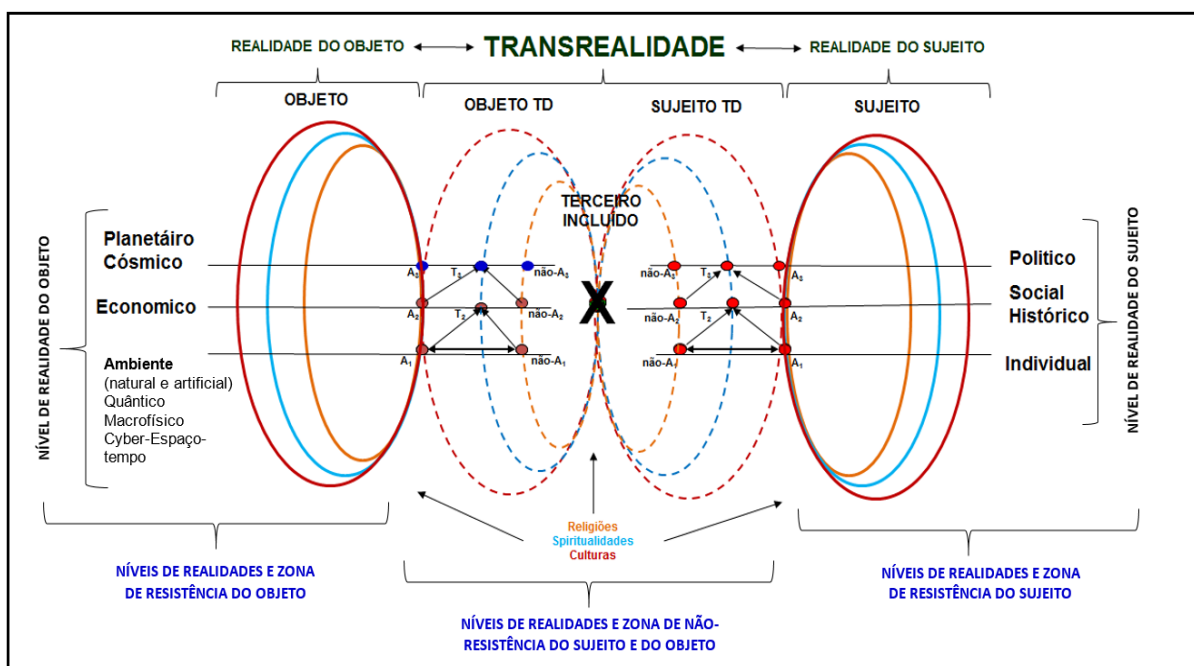 REALIDADE DO OBJETO
TRANSREALIDADE
REALIDADE DO SUJEITO
OBJETO
OBJETO TD
SUJEITO TD
SUJEITO
TERCEIRO
INCLUÍDO
NÍVEL DE REALIDADE DO OBJETO
Planetáiro
Cósmico
Economico
Ambiente
(natural e artificial)
Quântico
Macrofísico
Cyber-Espaço-
tempo
A₃
T₃
não-A₃
A₂
T₂
não-A₂
A₁
não-A₁
X
não-A₃
T₃
A₃
não-A₂
T₂
A₂
não-A₁
A₁
Politico
Social
Histórico
Individual
NÍVEL DE REALIDADE DO SUJEITO
Religiões
Spiritualidades
Culturas
NÍVEIS DE REALIDADES E ZONA
DE RESISTÊNCIA DO OBJETO
NÍVEIS DE REALIDADES E ZONA DE NÃO-
RESISTÊNCIA DO SUJEITO E DO OBJETO
NÍVEIS DE REALIDADES E ZONA
DE RESISTÊNCIA DO SUJEITO